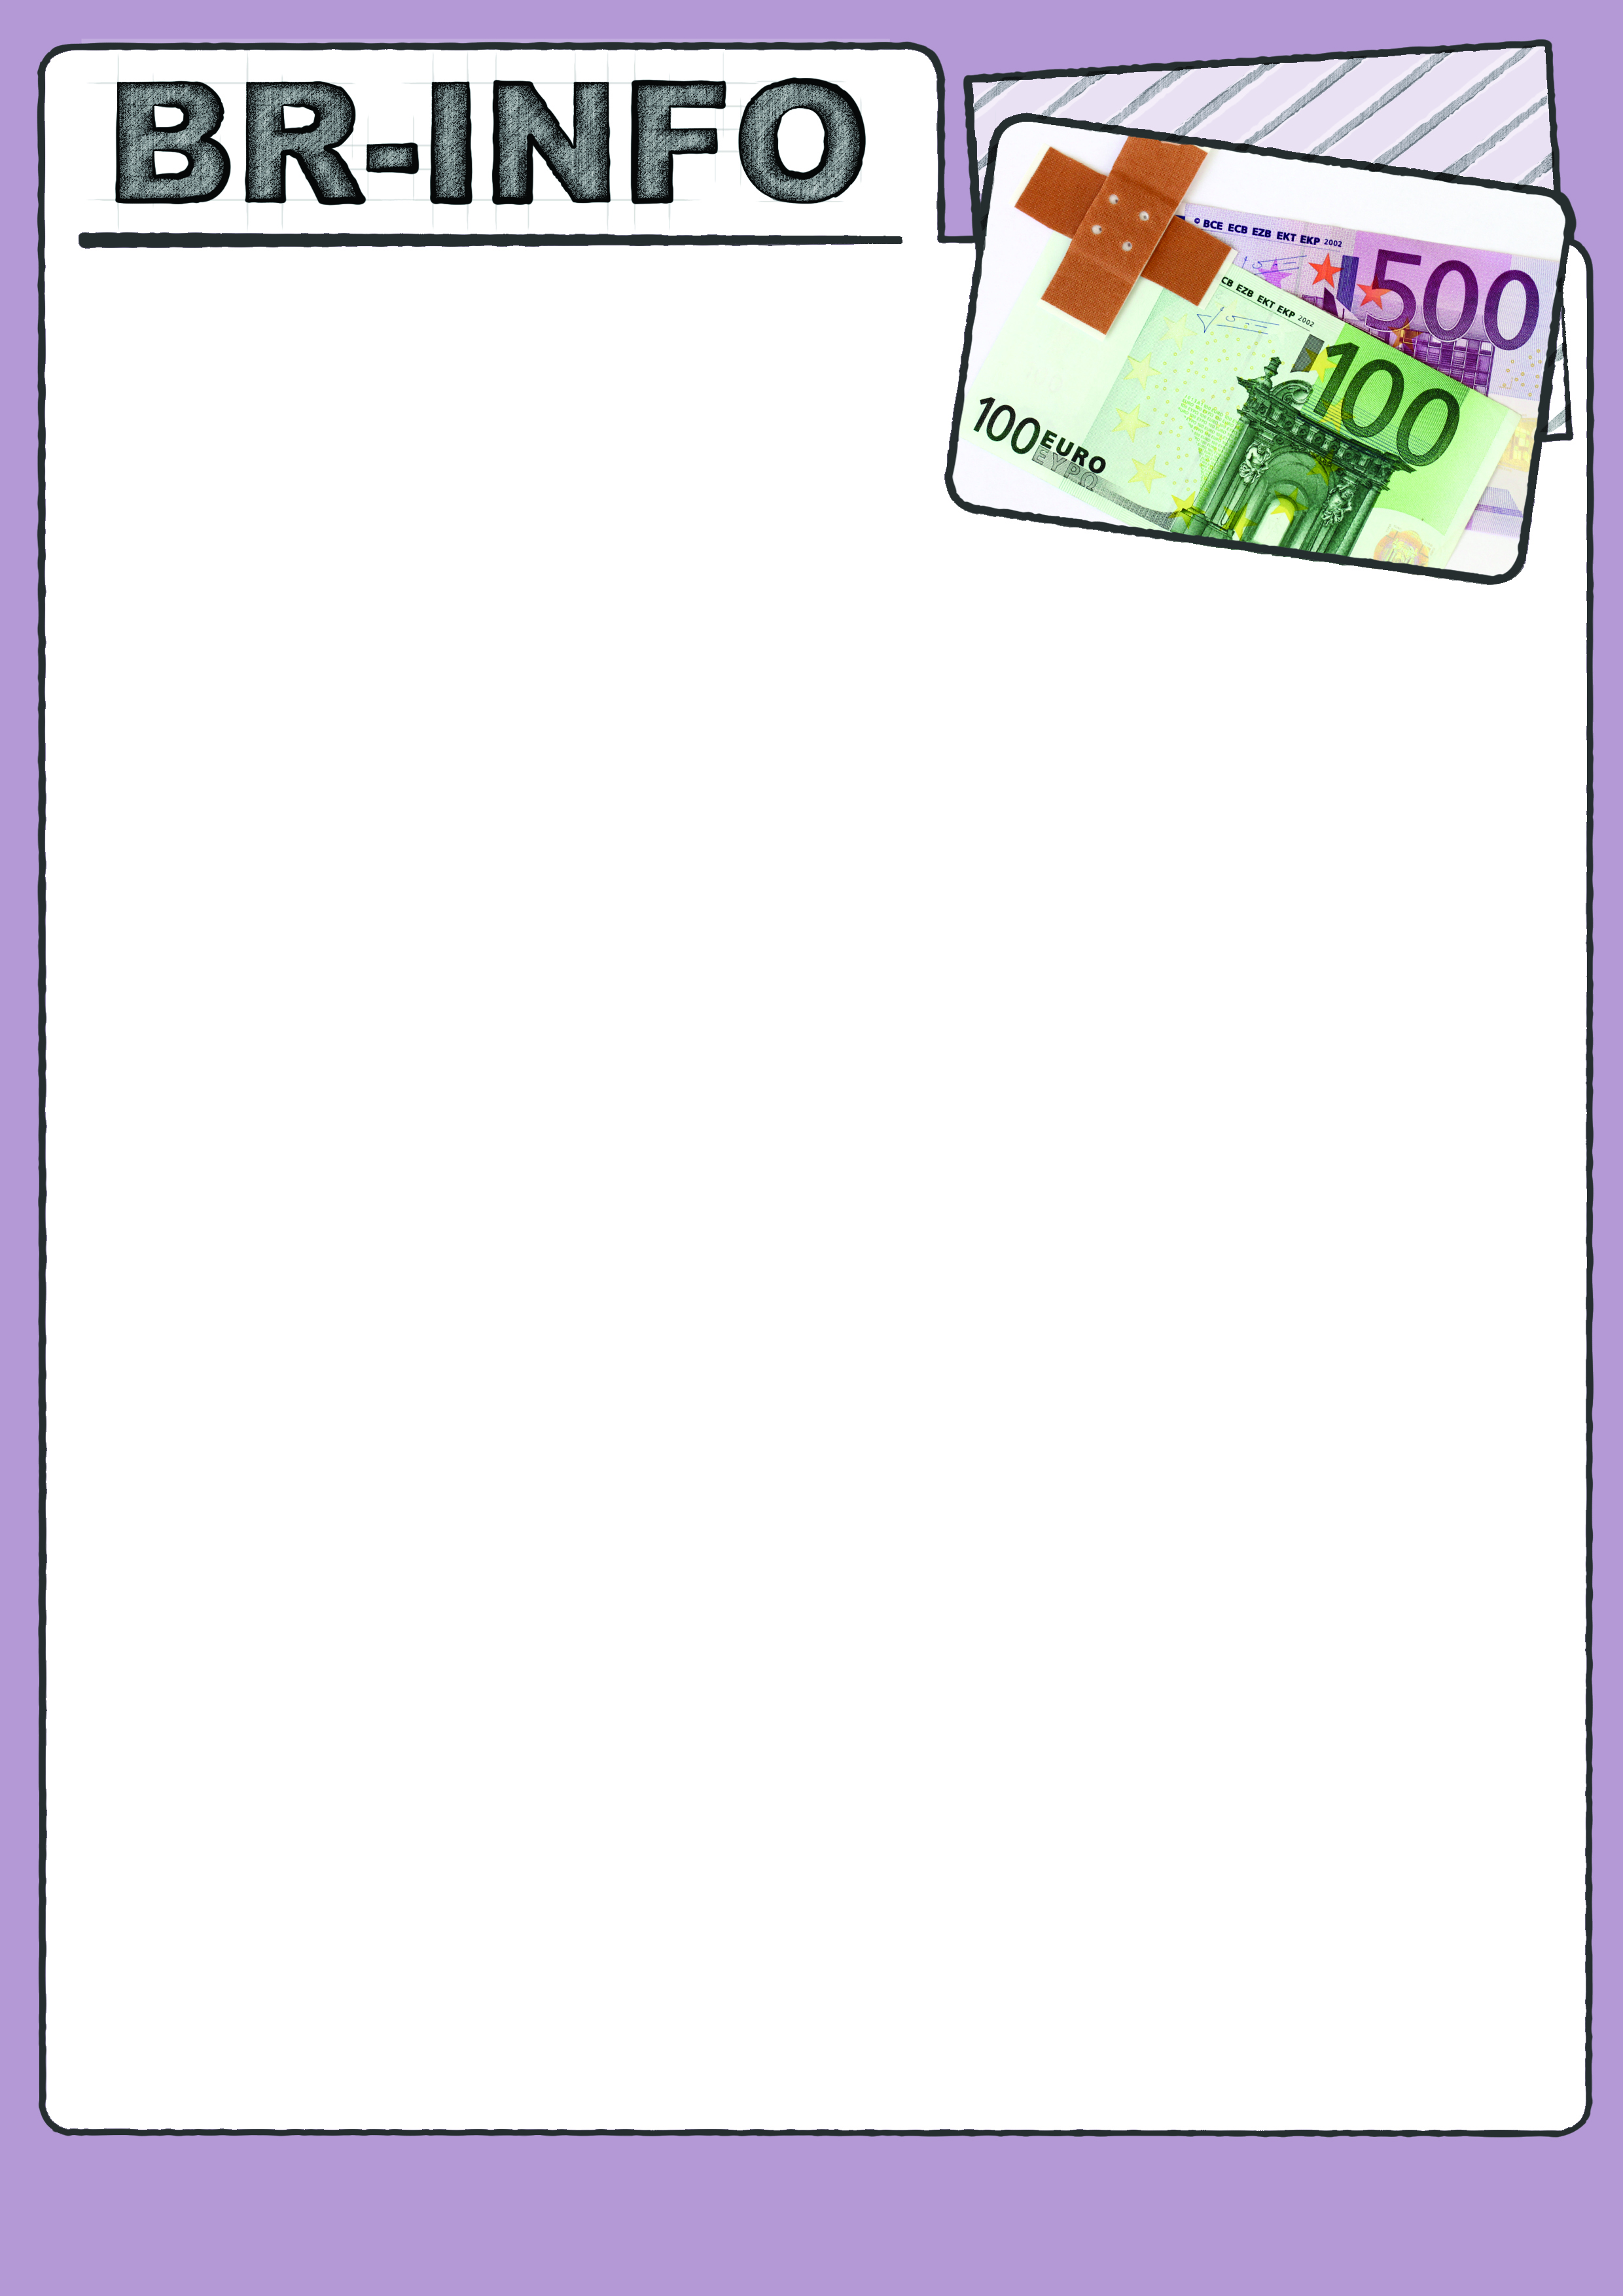 BR-INFO
© BCE ECB EZB EKT EKP 2002
500
CB EZB EKT EKP 2002
100
100 EURO
ΕΥΡΩ